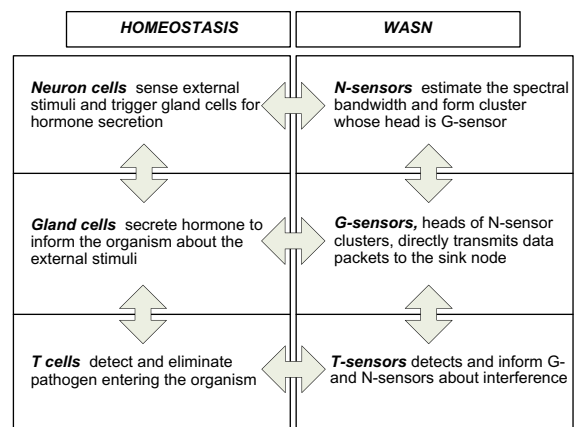 HOMEOSTASIS
WASN
Neuron cells sense external
stimuli and trigger gland cells for
hormone secretion
N-sensors estimate the spectral
bandwidth and form cluster
whose head is G-sensor
Gland cells secrete hormone to
inform the organism about the
external stimuli
G-sensors, heads of N-sensor
clusters, directly transmits data
packets to the sink node
T cells detect and eliminate
pathogen entering the organism
T-sensors detects and inform G-
and N-sensors about interference